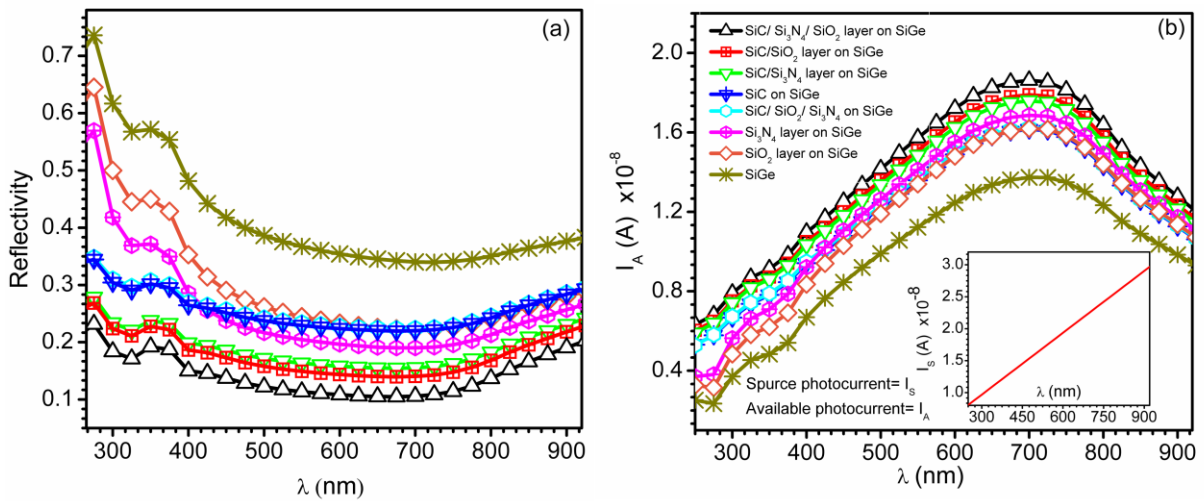 (a)
Reflectivity
0.7
0.6
0.5
0.4
0.3
0.2
0.1
300 400 500 600 700 800 900
λ (nm)
(b)
I_A (A) x10^-8
2.0
1.6
1.2
0.8
0.4
300 400 500 600 700 800 900
λ (nm)
SiC/ Si₃N₄/ SiO₂ layer on SiGe
SiC/SiO₂ layer on SiGe
SiC/Si₃N₄ layer on SiGe
SiC on SiGe
SiC/ SiO₂/ Si₃N₄ on SiGe
Si₃N₄ layer on SiGe
SiO₂ layer on SiGe
SiGe
Spurce photocurrent= I_S
Available photocurrent= I_A
I_S (A) x10^-8
3.0
2.5
2.0
1.5
1.0
300 450 600 750 900
λ (nm)